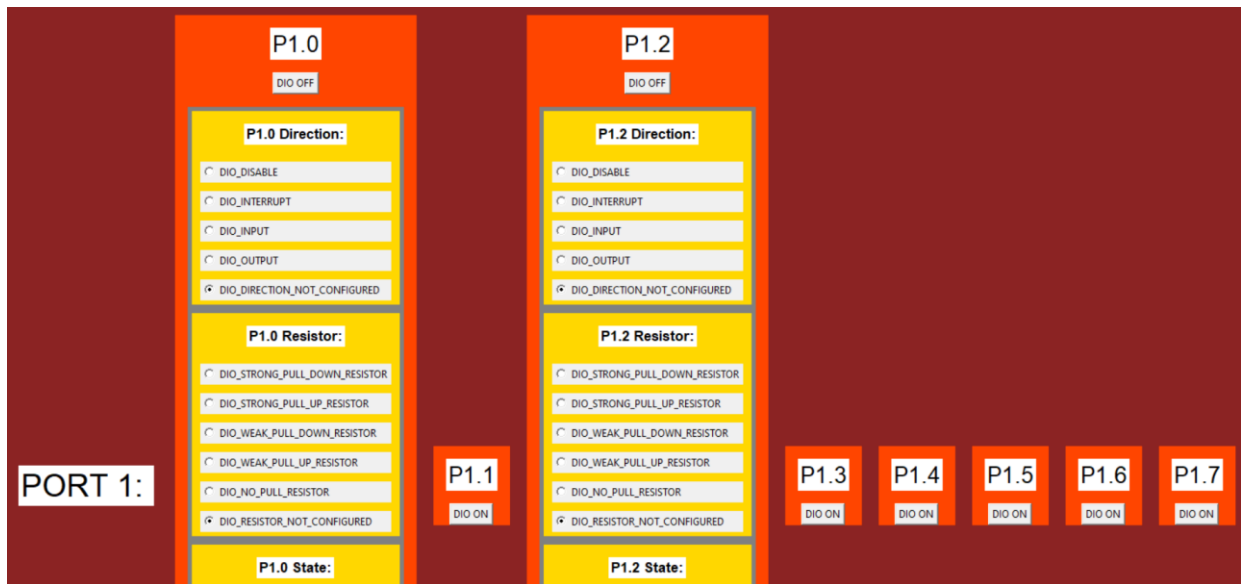 PORT 1:
P1.0
DIO OFF
P1.0 Direction:
DIO_DISABLE
DIO_INTERRUPT
DIO_INPUT
DIO_OUTPUT
DIO_DIRECTION_NOT_CONFIGURED
P1.0 Resistor:
DIO_STRONG_PULL_DOWN_RESISTOR
DIO_STRONG_PULL_UP_RESISTOR
DIO_WEAK_PULL_DOWN_RESISTOR
DIO_WEAK_PULL_UP_RESISTOR
DIO_NO_PULL_RESISTOR
DIO_RESISTOR_NOT_CONFIGURED
P1.0 State:
P1.1
DIO ON
P1.2
DIO OFF
P1.2 Direction:
DIO_DISABLE
DIO_INTERRUPT
DIO_INPUT
DIO_OUTPUT
DIO_DIRECTION_NOT_CONFIGURED
P1.2 Resistor:
DIO_STRONG_PULL_DOWN_RESISTOR
DIO_STRONG_PULL_UP_RESISTOR
DIO_WEAK_PULL_DOWN_RESISTOR
DIO_WEAK_PULL_UP_RESISTOR
DIO_NO_PULL_RESISTOR
DIO_RESISTOR_NOT_CONFIGURED
P1.2 State:
P1.3
DIO ON
P1.4
DIO ON
P1.5
DIO ON
P1.6
DIO ON
P1.7
DIO ON